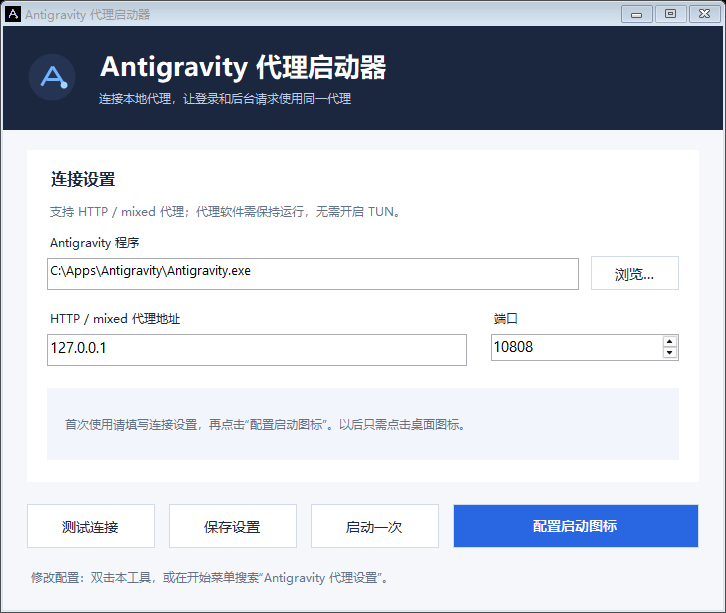 Antigravity 代理启动器
Antigravity 代理启动器
连接本地代理，让登录和后台请求使用同一代理
连接设置
支持 HTTP / mixed 代理；代理软件需保持运行，无需开启 TUN。
Antigravity 程序
C:\Apps\Antigravity\Antigravity.exe
浏览...
HTTP / mixed 代理地址
端口
127.0.0.1
10808
首次使用请填写连接设置，再点击“配置启动图标”。以后只需点击桌面图标。
测试连接
保存设置
启动一次
配置启动图标
修改配置：双击本工具，或在开始菜单搜索“Antigravity 代理设置”。